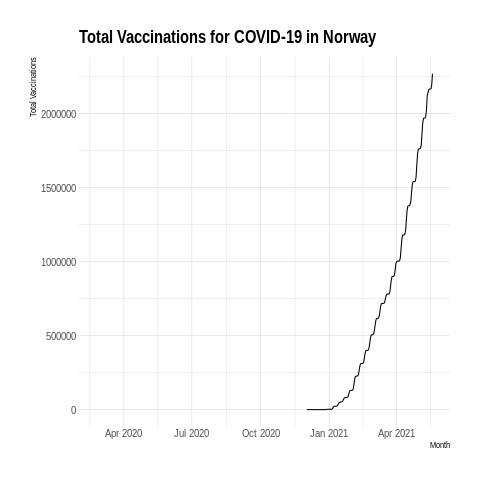 Total Vaccinations for COVID-19 in Norway
Total Vaccinations
2000000
1500000
1000000
500000
0
Apr 2020 Jul 2020 Oct 2020 Jan 2021 Apr 2021
Month